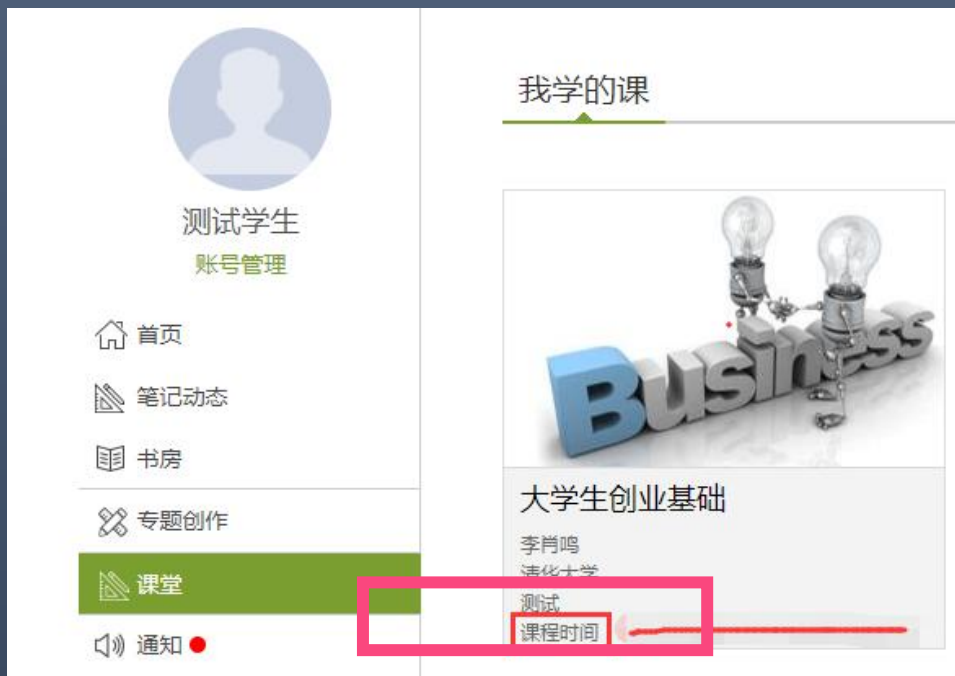 测试学生
账号管理
首页
笔记动态
书房
专题创作
课堂
通知
我学的课
Business
大学生创业基础
李肖鸣
清华大学
测试
课程时间